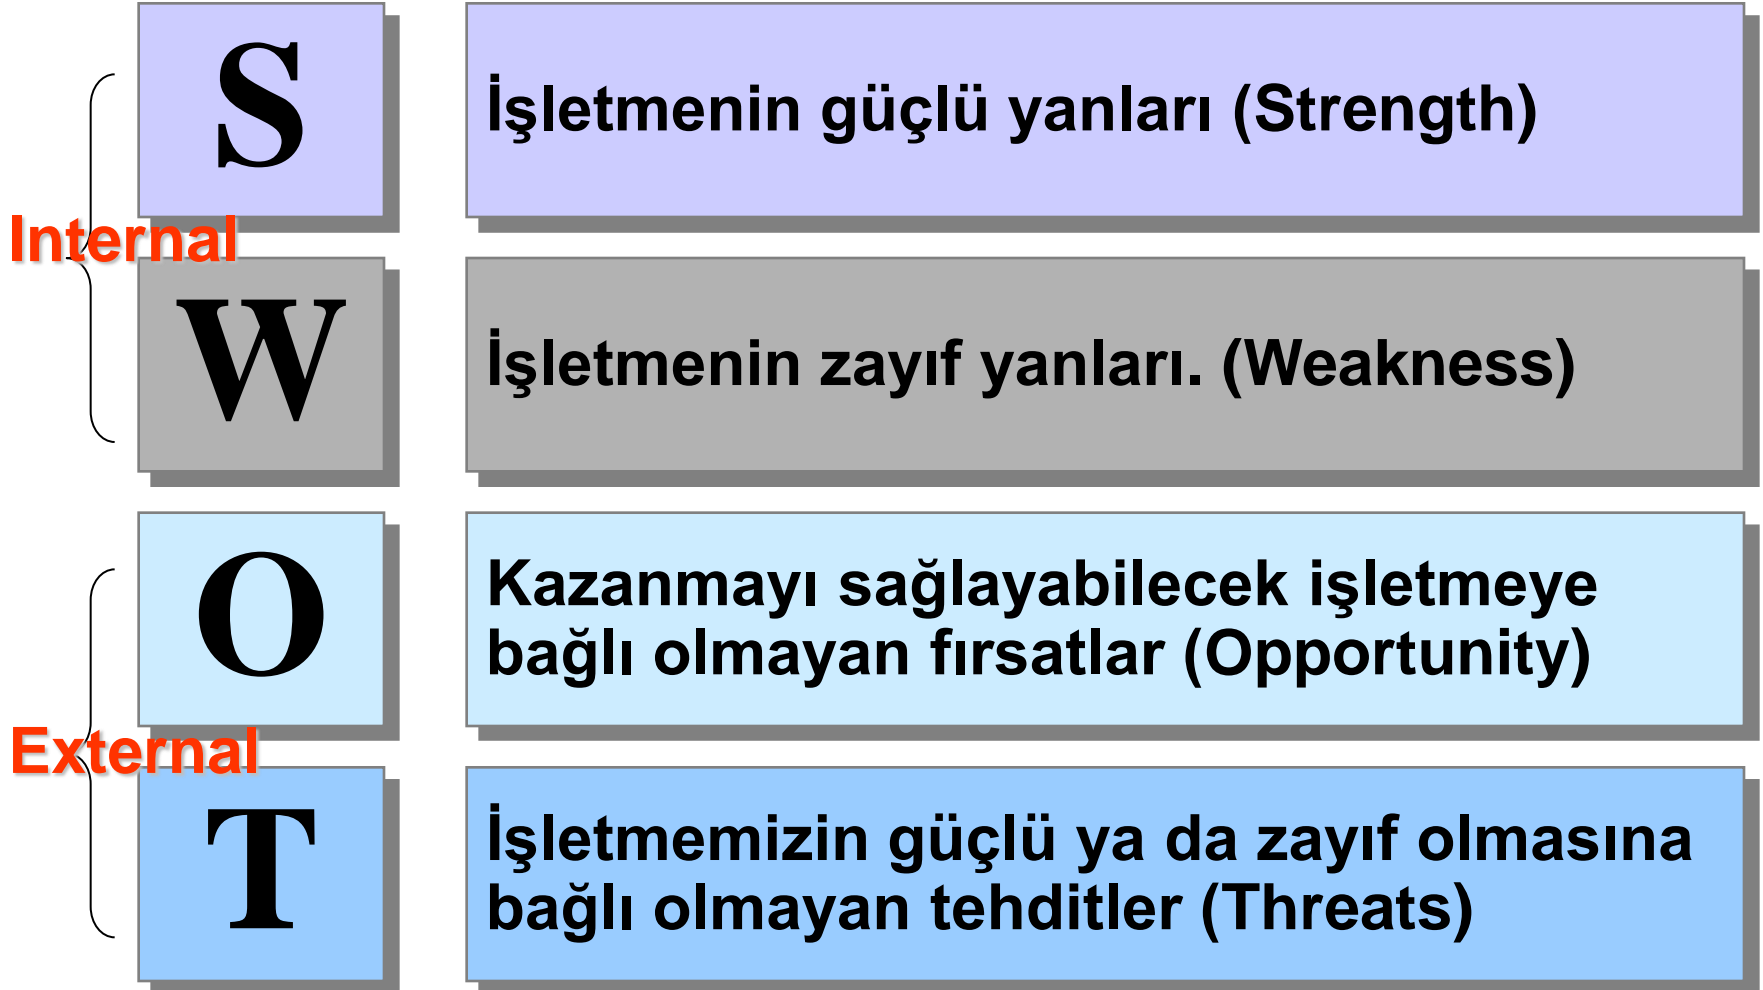 S
İşletmenin güçlü yanları (Strength)
Internal
W
İşletmenin zayıf yanları. (Weakness)
O
Kazanmayı sağlayabilecek işletmeye
bağlı olmayan fırsatlar (Opportunity)
External
T
İşletmemizin güçlü ya da zayıf olmasına
bağlı olmayan tehditler (Threats)